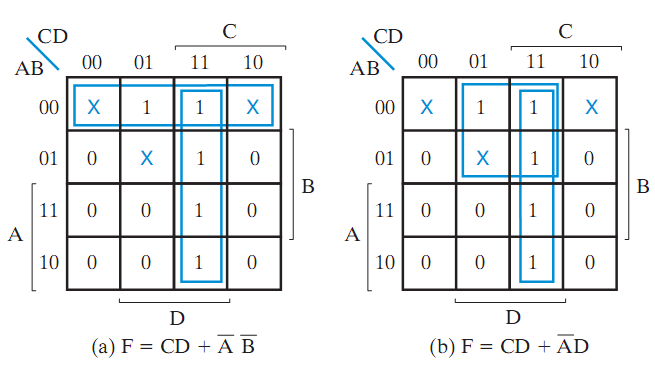 CD C CD C
AB 00 01 11 10 AB 00 01 11 10
00 X 1 1 X 00 X 1 1 X
01 0 X 1 0 01 0 X 1 0
B B
11 0 0 1 0 11 0 0 1 0
A A
10 0 0 1 0 10 0 0 1 0
D D
(a) F = CD + A̅ B̅ (b) F = CD + A̅D